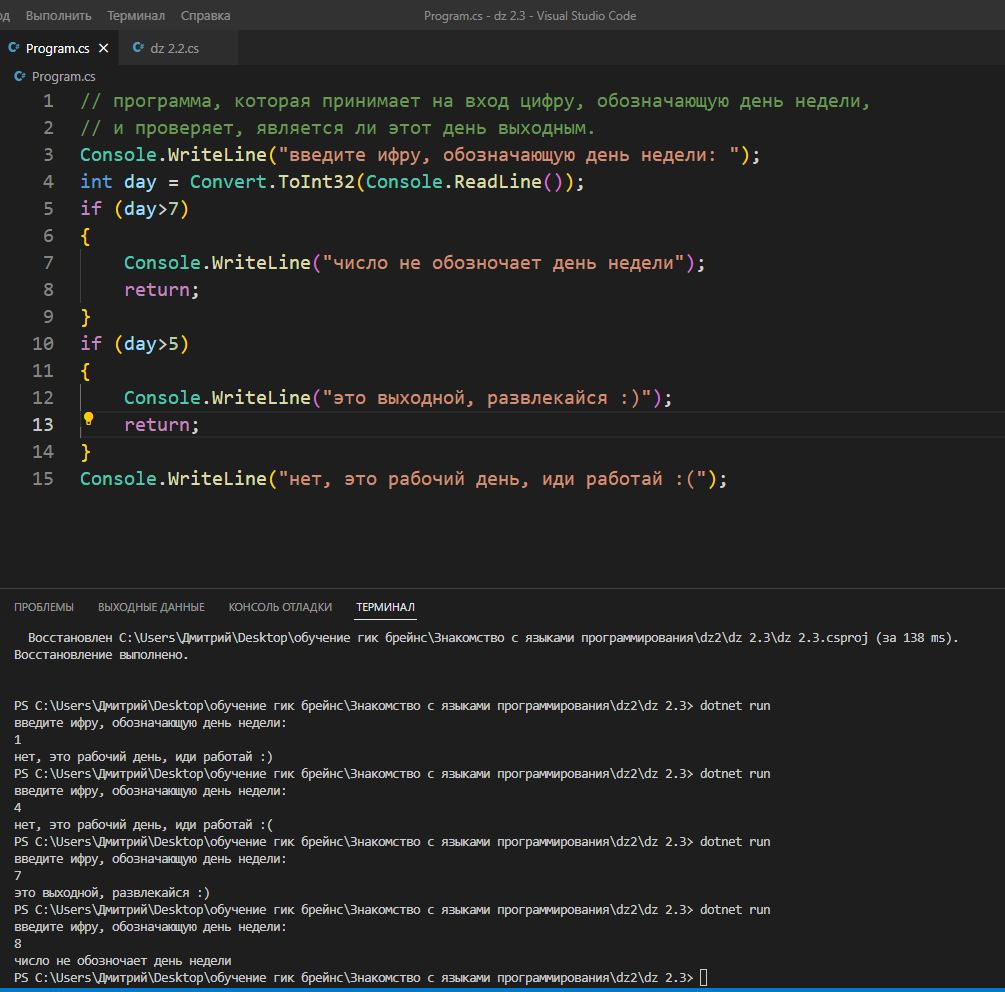 од Выполнить Терминал Справка Program.cs - dz 2.3 - Visual Studio Code
C# Program.cs × C# dz 2.2.cs
C# Program.cs
1 // программа, которая принимает на вход цифру, обозначающую день недели,
2 // и проверяет, является ли этот день выходным.
3 Console.WriteLine("введите ифру, обозначающую день недели: ");
4 int day = Convert.ToInt32(Console.ReadLine());
5 if (day>7)
6 {
7 Console.WriteLine("число не обозночает день недели");
8 return;
9 }
10 if (day>5)
11 {
12 Console.WriteLine("это выходной, развлекайся :)");
13 return;
14 }
15 Console.WriteLine("нет, это рабочий день, иди работай :(");
ПРОБЛЕМЫ ВЫХОДНЫЕ ДАННЫЕ КОНСОЛЬ ОТЛАДКИ ТЕРМИНАЛ
Восстановлен C:\Users\Дмитрий\Desktop\обучение гик брейнс\Знакомство с языками программирования\dz2\dz 2.3\dz 2.3.csproj (за 138 ms).
Восстановление выполнено.
PS C:\Users\Дмитрий\Desktop\обучение гик брейнс\Знакомство с языками программирования\dz2\dz 2.3> dotnet run
введите ифру, обозначающую день недели:
1
нет, это рабочий день, иди работай :)
PS C:\Users\Дмитрий\Desktop\обучение гик брейнс\Знакомство с языками программирования\dz2\dz 2.3> dotnet run
введите ифру, обозначающую день недели:
4
нет, это рабочий день, иди работай :(
PS C:\Users\Дмитрий\Desktop\обучение гик брейнс\Знакомство с языками программирования\dz2\dz 2.3> dotnet run
введите ифру, обозначающую день недели:
7
это выходной, развлекайся :)
PS C:\Users\Дмитрий\Desktop\обучение гик брейнс\Знакомство с языками программирования\dz2\dz 2.3> dotnet run
введите ифру, обозначающую день недели:
8
число не обозночает день недели
PS C:\Users\Дмитрий\Desktop\обучение гик брейнс\Знакомство с языками программирования\dz2\dz 2.3>